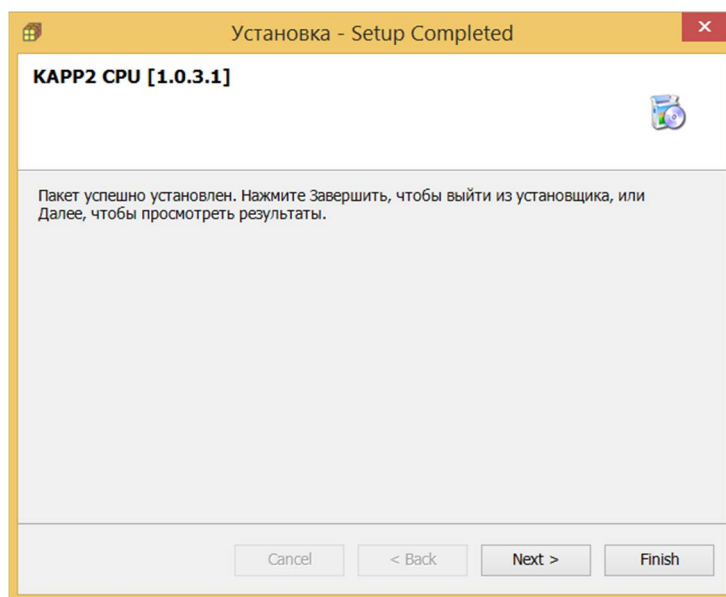 Установка - Setup Completed
KAPP2 CPU [1.0.3.1]
Пакет успешно установлен. Нажмите Завершить, чтобы выйти из установщика, или
Далее, чтобы просмотреть результаты.
Cancel
< Back
Next >
Finish